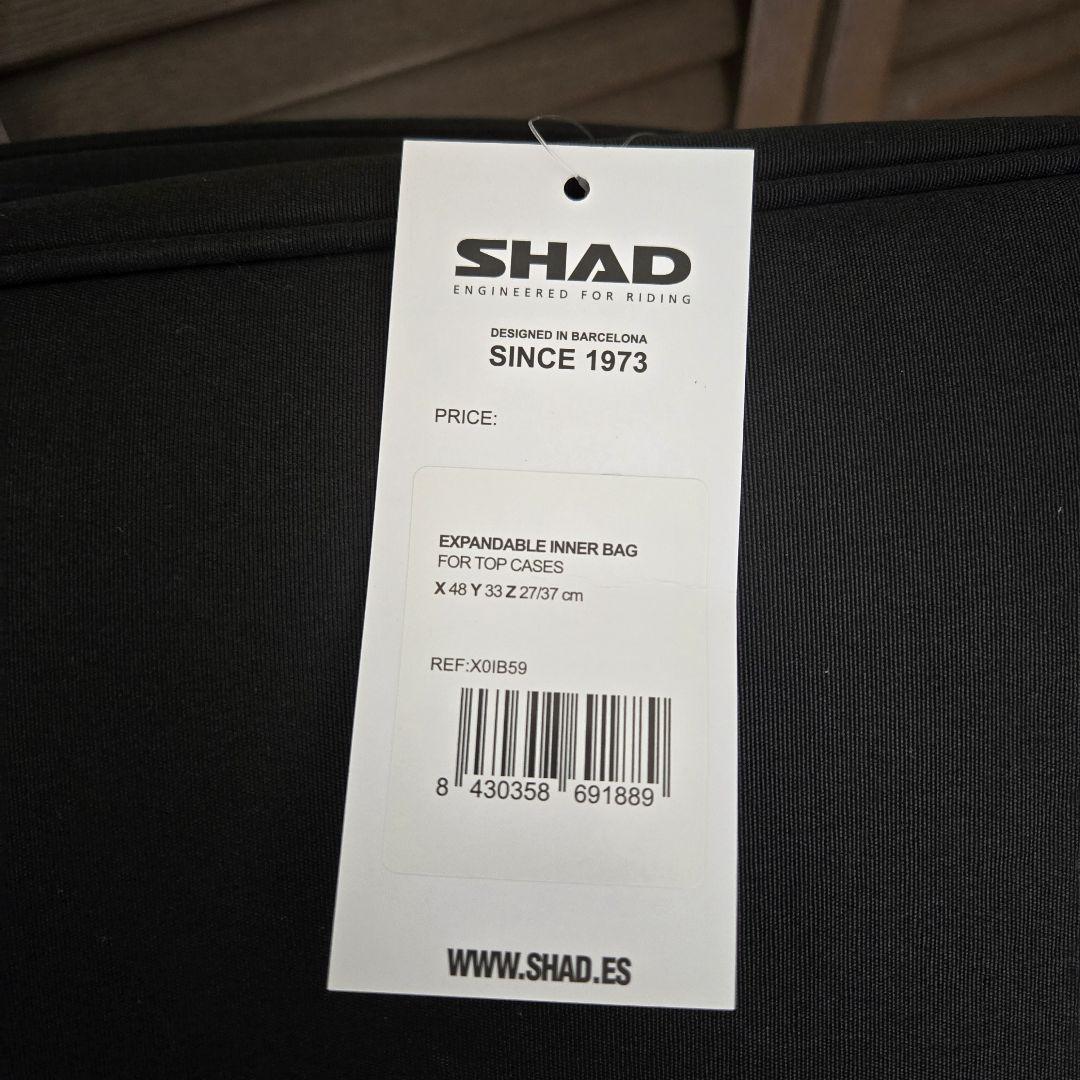 SHAD
ENGINEERED FOR RIDING
DESIGNED IN BARCELONA
SINCE 1973
PRICE:
EXPANDABLE INNER BAG
FOR TOP CASES
X 48 Y 33 Z 27/37 cm
REF:X0IB59
8 430358 691889
WWW.SHAD.ES